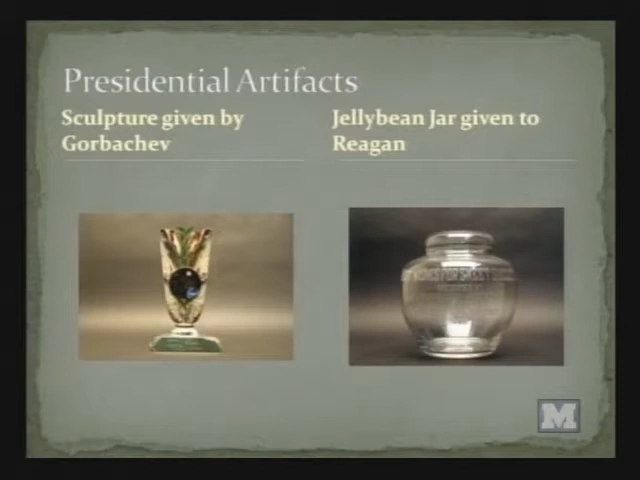 Presidential Artifacts
Sculpture given by
Gorbachev
Jellybean Jar given to
Reagan
M